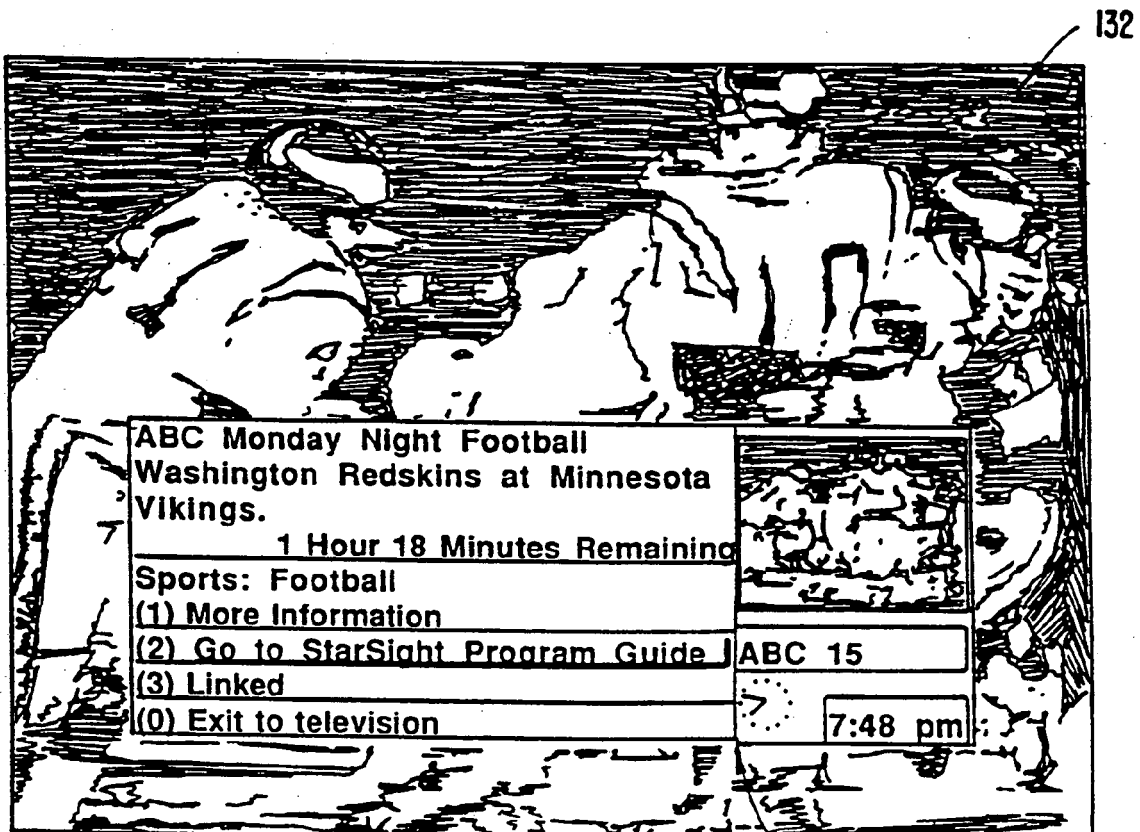 132
ABC Monday Night Football
Washington Redskins at Minnesota
Vikings.
1 Hour 18 Minutes Remaining
Sports: Football
(1) More Information
(2) Go to StarSight Program Guide
ABC 15
(3) Linked
(0) Exit to television
7:48 pm